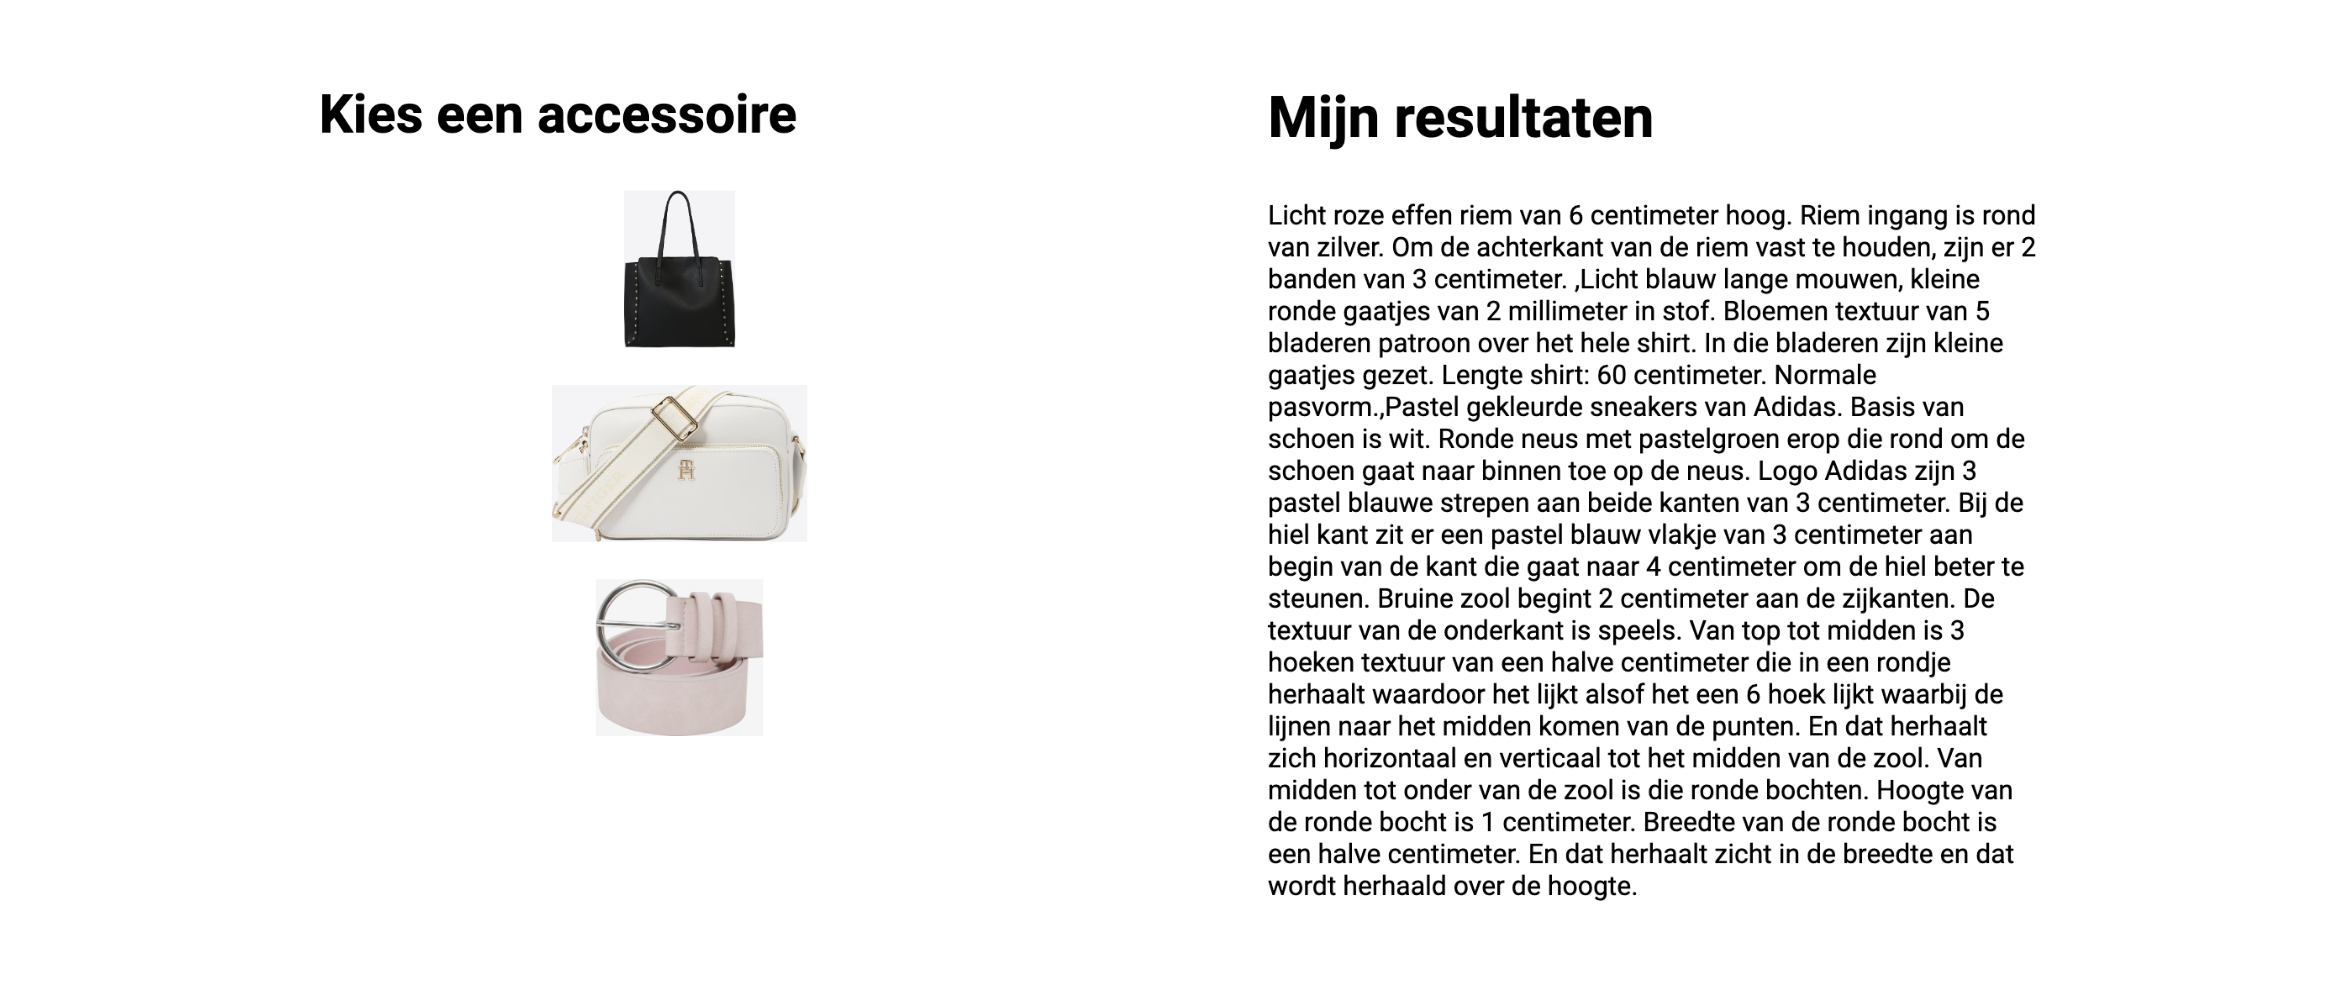 Kies een accessoire
Mijn resultaten
Licht roze effen riem van 6 centimeter hoog. Riem ingang is rond
van zilver. Om de achterkant van de riem vast te houden, zijn er 2
banden van 3 centimeter. ,Licht blauw lange mouwen, kleine
ronde gaatjes van 2 millimeter in stof. Bloemen textuur van 5
bladeren patroon over het hele shirt. In die bladeren zijn kleine
gaatjes gezet. Lengte shirt: 60 centimeter. Normale
pasvorm.,Pastel gekleurde sneakers van Adidas. Basis van
schoen is wit. Ronde neus met pastelgroen erop die rond om de
schoen gaat naar binnen toe op de neus. Logo Adidas zijn 3
pastel blauwe strepen aan beide kanten van 3 centimeter. Bij de
hiel kant zit er een pastel blauw vlakje van 3 centimeter aan
begin van de kant die gaat naar 4 centimeter om de hiel beter te
steunen. Bruine zool begint 2 centimeter aan de zijkanten. De
textuur van de onderkant is speels. Van top tot midden is 3
hoeken textuur van een halve centimeter die in een rondje
herhaalt waardoor het lijkt alsof het een 6 hoek lijkt waarbij de
lijnen naar het midden komen van de punten. En dat herhaalt
zich horizontaal en verticaal tot het midden van de zool. Van
midden tot onder van de zool is die ronde bochten. Hoogte van
de ronde bocht is 1 centimeter. Breedte van de ronde bocht is
een halve centimeter. En dat herhaalt zicht in de breedte en dat
wordt herhaald over de hoogte.